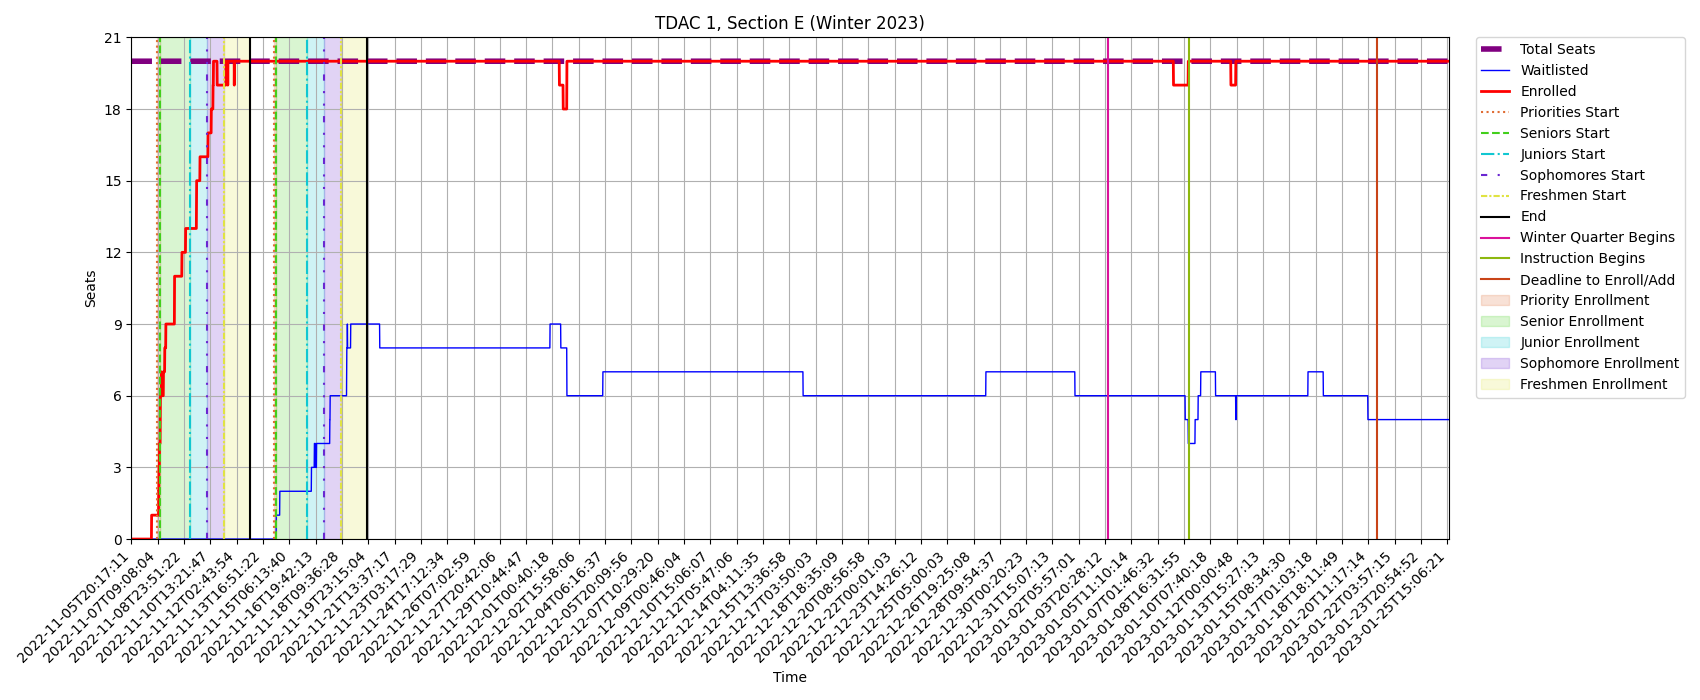 TDAC 1, Section E (Winter 2023)
21
18
15
12
9
6
3
0
Seats
2022-11-05T20:17:11
2022-11-07T09:08:04
2022-11-08T23:51:22
2022-11-10T13:21:47
2022-11-12T02:43:54
2022-11-13T16:51:22
2022-11-15T06:13:40
2022-11-16T19:42:13
2022-11-18T09:36:28
2022-11-19T23:15:04
2022-11-21T13:37:17
2022-11-23T03:17:29
2022-11-24T17:12:34
2022-11-26T07:02:59
2022-11-27T20:42:06
2022-11-29T10:44:47
2022-12-01T00:40:40
2022-12-02T15:40:18
2022-12-04T06:58:06
2022-12-05T20:16:37
2022-12-07T10:09:56
2022-12-09T00:29:20
2022-12-10T15:46:04
2022-12-12T05:06:07
2022-12-14T04:47:06
2022-12-15T13:11:35
2022-12-17T03:36:58
2022-12-18T18:50:03
2022-12-20T08:35:09
2022-12-22T00:56:58
2022-12-23T14:01:03
2022-12-25T05:26:12
2022-12-26T19:00:03
2022-12-28T09:25:08
2022-12-30T00:54:37
2022-12-31T15:20:23
2023-01-02T05:07:13
2023-01-03T20:57:01
2023-01-05T11:28:12
2023-01-07T01:10:14
2023-01-08T16:46:32
2023-01-10T07:31:55
2023-01-12T00:40:18
2023-01-13T15:00:48
2023-01-15T08:27:13
2023-01-17T01:34:30
2023-01-18T18:03:18
2023-01-20T11:11:49
2023-01-22T03:17:14
2023-01-23T20:57:15
2023-01-25T15:06:21
Time
Total Seats
Waitlisted
Enrolled
Priorities Start
Seniors Start
Juniors Start
Sophomores Start
Freshmen Start
End
Winter Quarter Begins
Instruction Begins
Deadline to Enroll/Add
Priority Enrollment
Senior Enrollment
Junior Enrollment
Sophomore Enrollment
Freshmen Enrollment